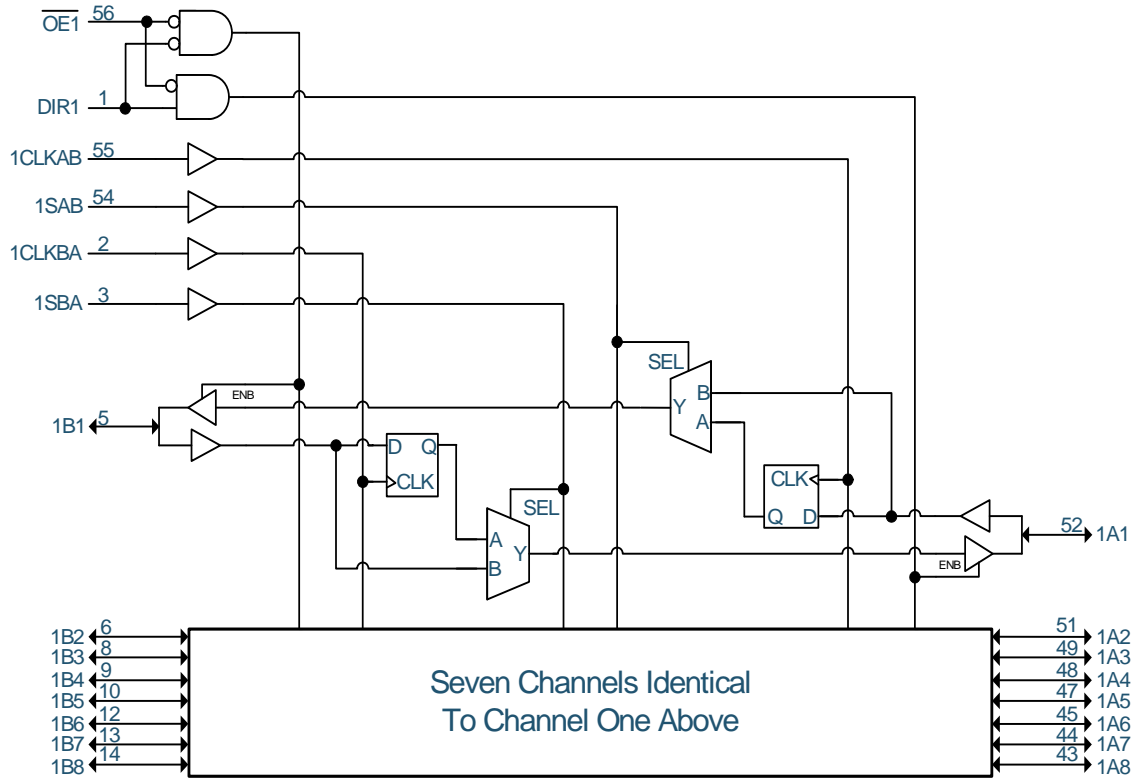 OE1 56
DIR1 1
1CLKAB 55
1SAB 54
1CLKBA 2
1SBA 3
SEL
B
Y
A
ENB
1B1 5
D Q
CLK
CLK
Q D
SEL
A
Y
B
52 1A1
ENB
1B2 6
1B3 8
1B4 9
1B5 10
1B6 12
1B7 13
1B8 14
Seven Channels Identical
To Channel One Above
51 1A2
49 1A3
48 1A4
47 1A5
45 1A6
44 1A7
43 1A8